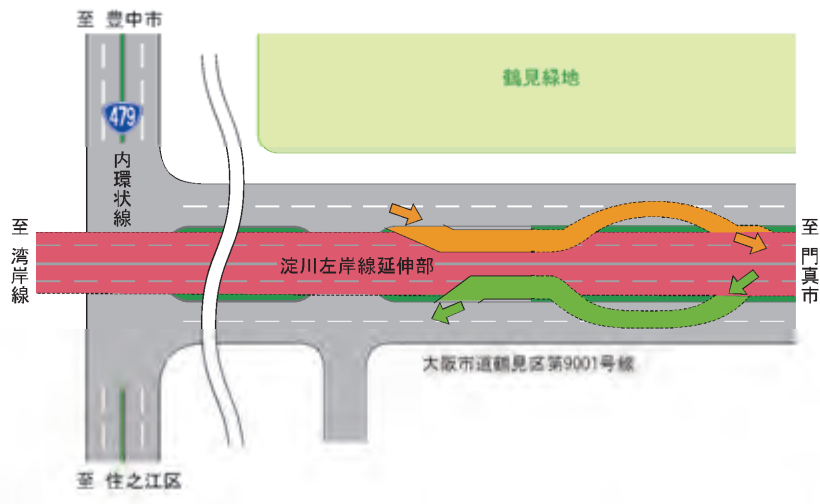 至 豊中市
鶴見緑地
479
内環状線
至 湾岸線
淀川左岸線延伸部
至 門真市
大阪市道鶴見区第9001号線
至 住之江区